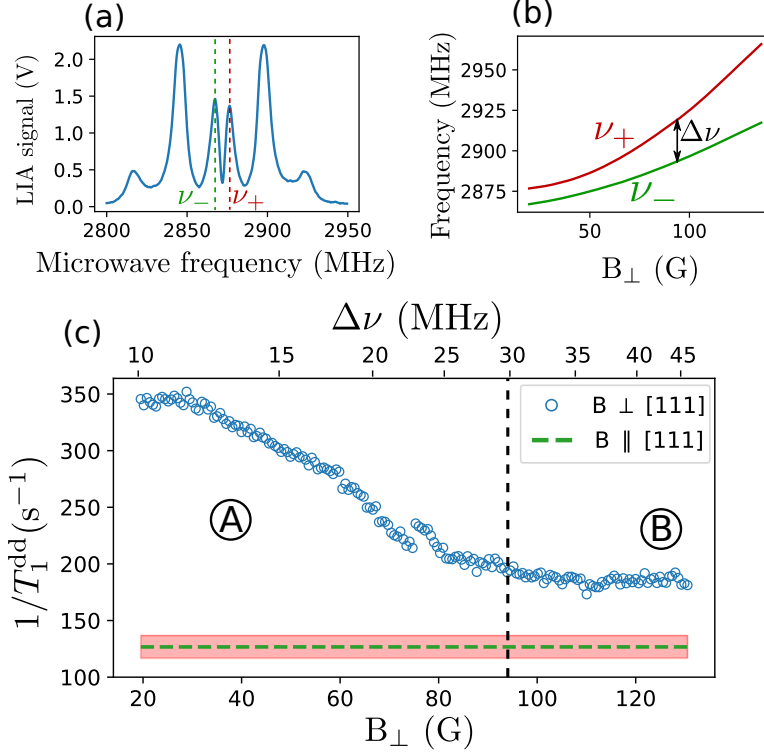 (a)
LIA signal (V)
2.0
1.5
1.0
0.5
0.0
ν₋ ν₊
2800 2850 2900 2950
Microwave frequency (MHz)
(b)
Frequency (MHz)
2950
2925
2900
2875
ν₊
Δν
ν₋
50 100
B⊥ (G)
(c)
Δν (MHz)
10 15 20 25 30 35 40 45
1/T₁ᵈᵈ(s⁻¹)
350
300
250
200
150
100
B ⊥ [111]
B ∥ [111]
A
B
20 40 60 80 100 120
B⊥ (G)